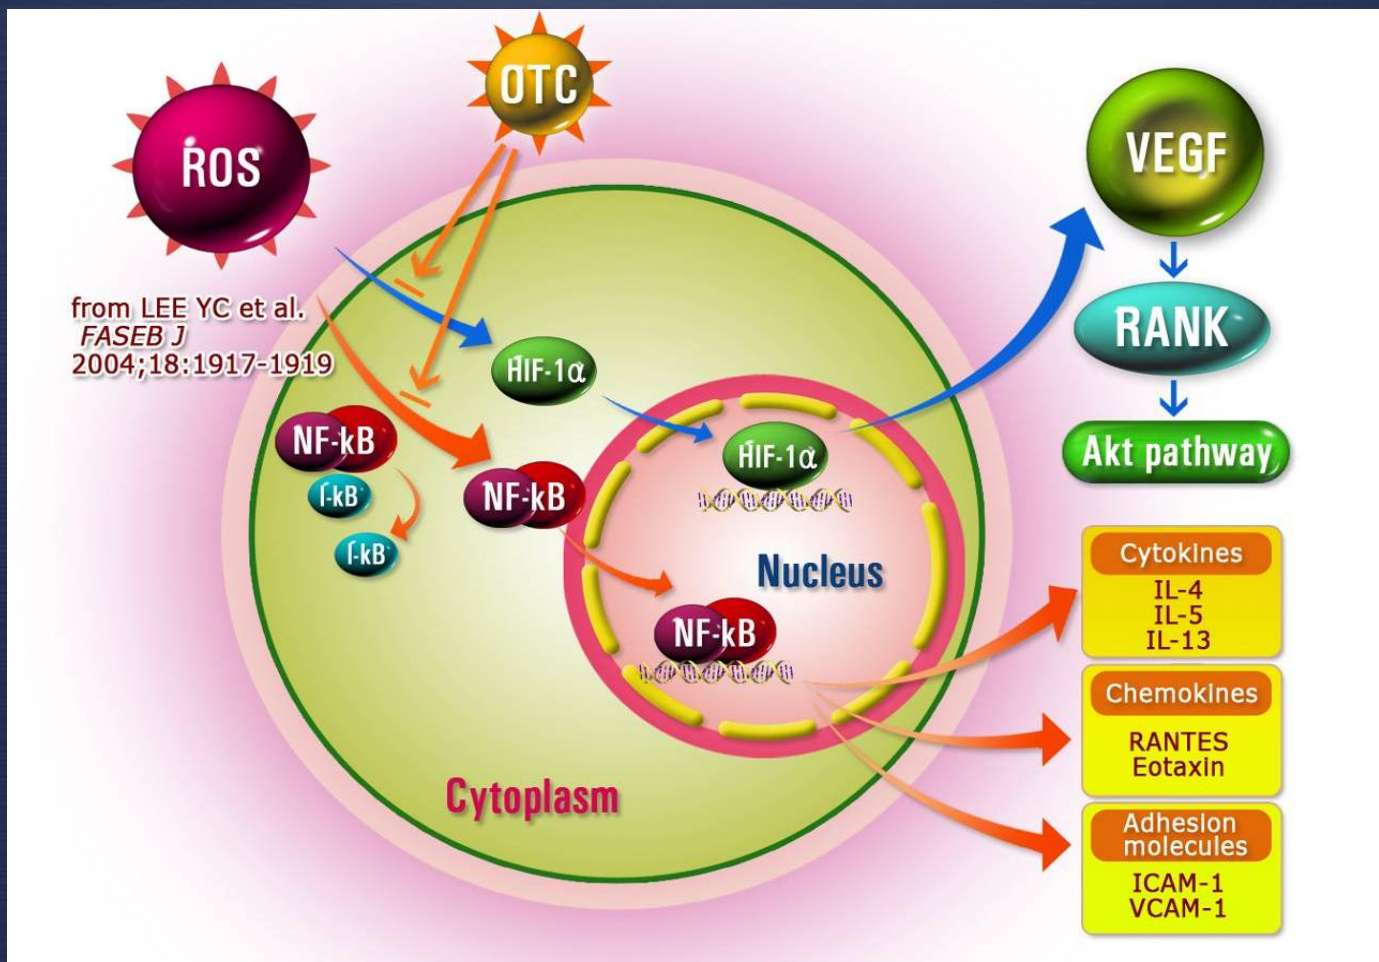 OTC
ROS
VEGF
from LEE YC et al.
FASEB J
2004;18:1917-1919
RANK
HIF-1α
NF-kB
I-kB
I-kB
NF-kB
HIF-1α
Akt pathway
Nucleus
NF-kB
Cytoplasm
Cytokines
IL-4
IL-5
IL-13
Chemokines
RANTES
Eotaxin
Adhesion
molecules
ICAM-1
VCAM-1